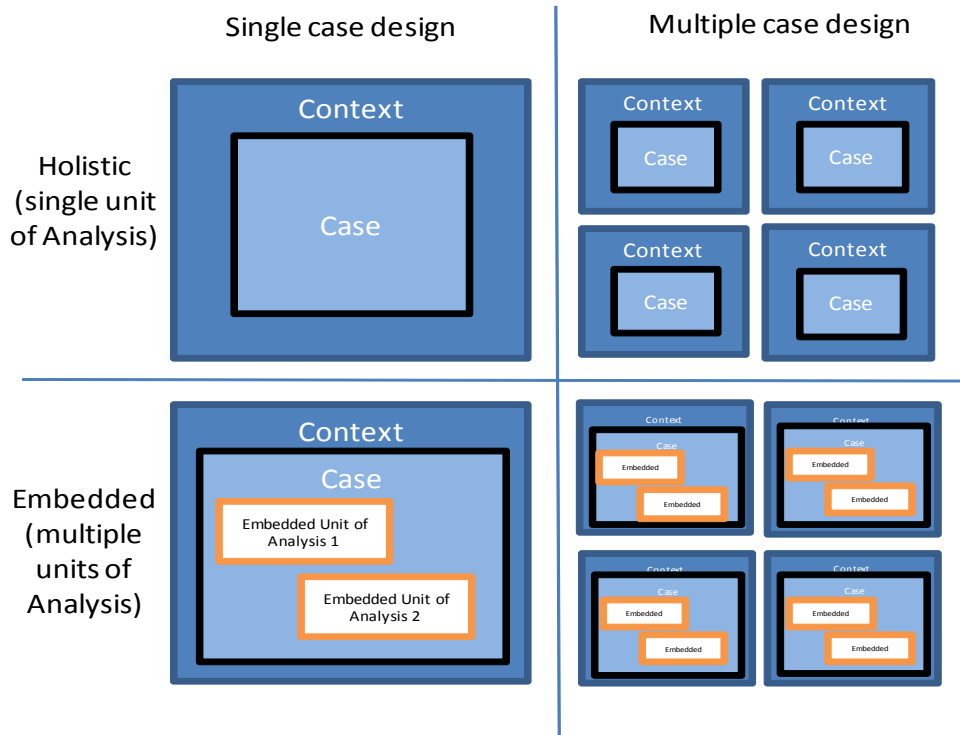 Single case design
Multiple case design
Holistic
(single unit
of Analysis)
Context
Case
Context
Case
Context
Case
Context
Case
Context
Case
Embedded
(multiple
units of
Analysis)
Context
Case
Embedded Unit of
Analysis 1
Embedded Unit of
Analysis 2
Context
Case
Embedded
Embedded
Context
Case
Embedded
Embedded
Context
Case
Embedded
Embedded
Context
Case
Embedded
Embedded